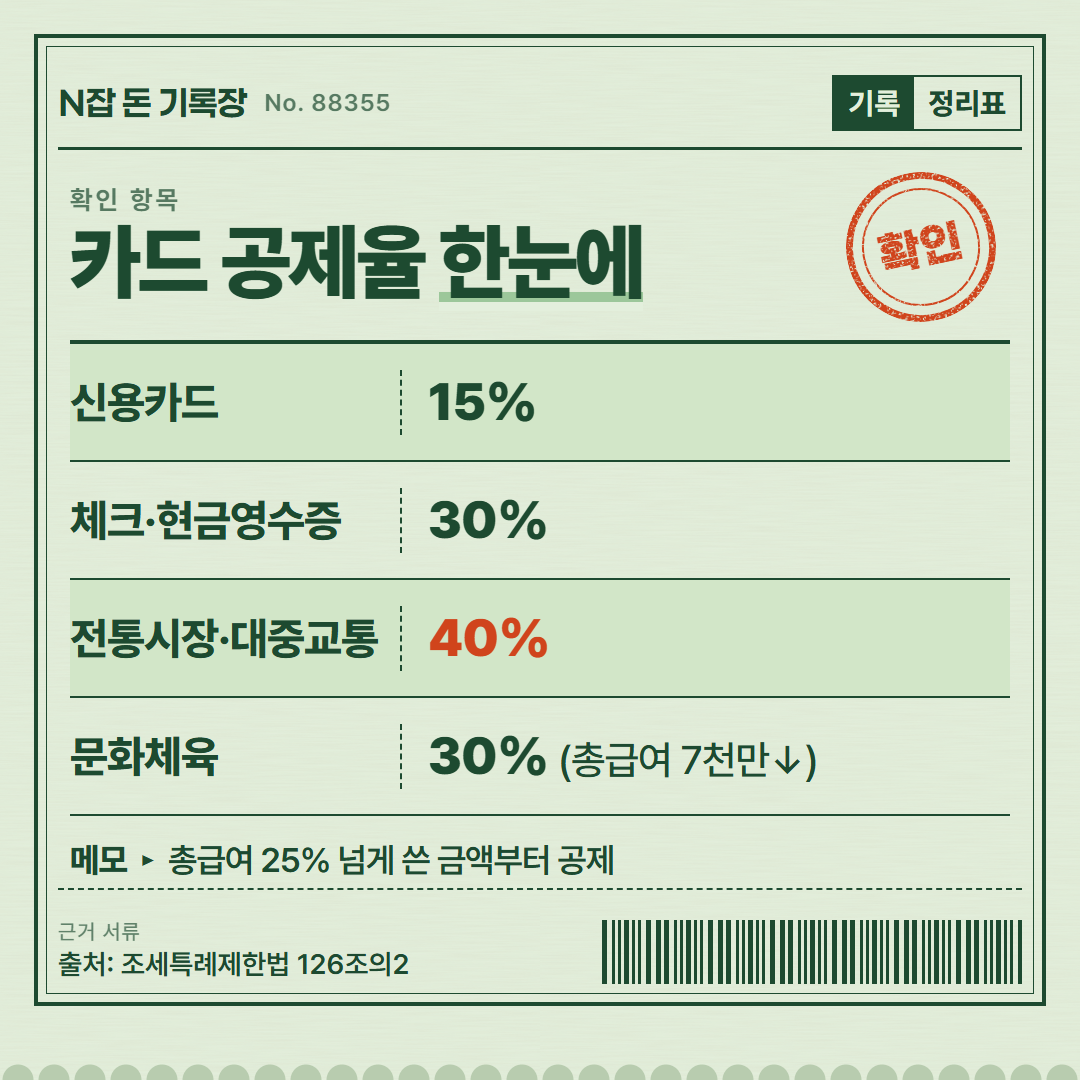 N잡 돈 기록장 No. 88355
기록 정리표
확인 항목
카드 공제율 한눈에
확인
신용카드 15%
체크·현금영수증 30%
전통시장·대중교통 40%
문화체육 30% (총급여 7천만↓)
메모 ▸ 총급여 25% 넘게 쓴 금액부터 공제
근거 서류
출처: 조세특례제한법 126조의2